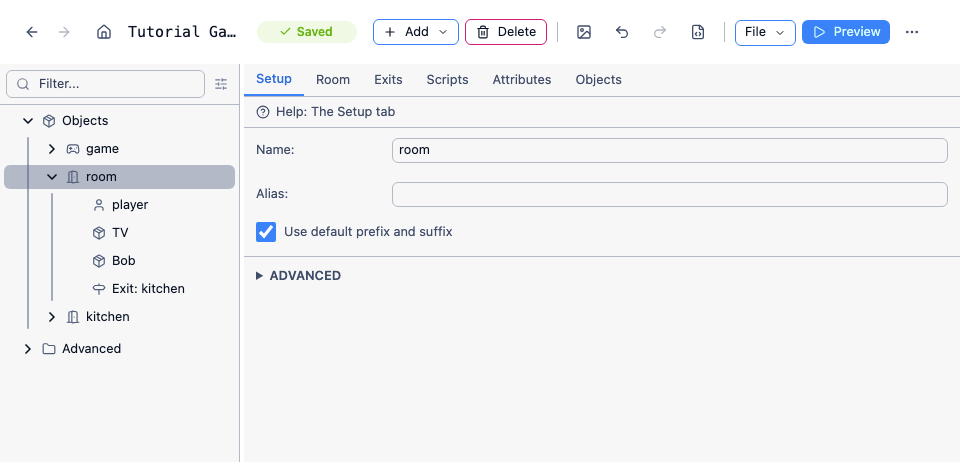 Tutorial Ga...
Saved
Add
Delete
File
Preview
Filter...
Objects
game
room
player
TV
Bob
Exit: kitchen
kitchen
Advanced
Setup
Room
Exits
Scripts
Attributes
Objects
Help: The Setup tab
Name:
room
Alias:
Use default prefix and suffix
ADVANCED